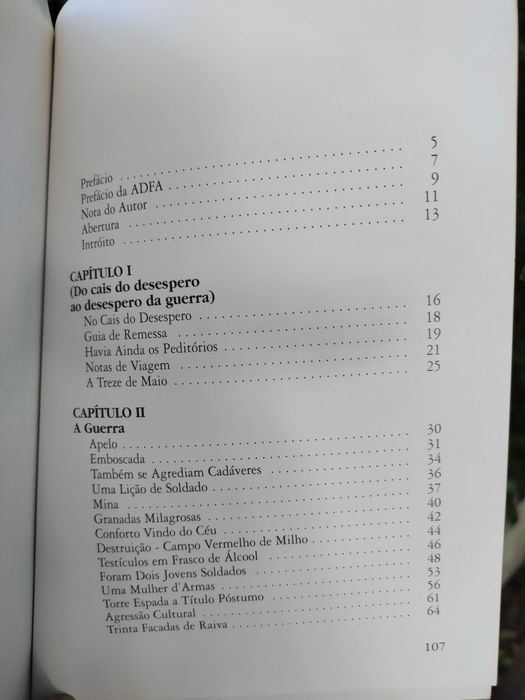 Prefácio . . . . . . . . . . . . . . . . . . . . . . . . . . . . . . 5
Prefácio da ADFA . . . . . . . . . . . . . . . . . . . . . . . . 7
Nota do Autor . . . . . . . . . . . . . . . . . . . . . . . . . . 9
Abertura . . . . . . . . . . . . . . . . . . . . . . . . . . . . . 11
Intróito . . . . . . . . . . . . . . . . . . . . . . . . . . . . . . 13
CAPÍTULO I
(Do cais do desespero
ao desespero da guerra)
No Cais do Desespero . . . . . . . . . . . . . . . . . . . . . . 16
Guia de Remessa . . . . . . . . . . . . . . . . . . . . . . . . . 18
Havia Ainda os Peditórios . . . . . . . . . . . . . . . . . . . 19
Notas de Viagem . . . . . . . . . . . . . . . . . . . . . . . . . 21
A Treze de Maio . . . . . . . . . . . . . . . . . . . . . . . . . 25
CAPÍTULO II
A Guerra
Apelo . . . . . . . . . . . . . . . . . . . . . . . . . . . . . . . . 30
Emboscada . . . . . . . . . . . . . . . . . . . . . . . . . . . . 31
Também se Agrediam Cadáveres . . . . . . . . . . . . . . 34
Uma Lição de Soldado . . . . . . . . . . . . . . . . . . . . . 36
Mina . . . . . . . . . . . . . . . . . . . . . . . . . . . . . . . . 37
Granadas Milagrosas . . . . . . . . . . . . . . . . . . . . . . 40
Conforto Vindo do Céu . . . . . . . . . . . . . . . . . . . . 42
Destruição - Campo Vermelho de Milho . . . . . . . . . 44
Testículos em Frasco de Álcool . . . . . . . . . . . . . . . 46
Foram Dois Jovens Soldados . . . . . . . . . . . . . . . . . 48
Uma Mulher d'Armas . . . . . . . . . . . . . . . . . . . . . 53
Torre Espada a Título Póstumo . . . . . . . . . . . . . . . 56
Agressão Cultural . . . . . . . . . . . . . . . . . . . . . . . . 61
Trinta Facadas de Raiva . . . . . . . . . . . . . . . . . . . . 64
107